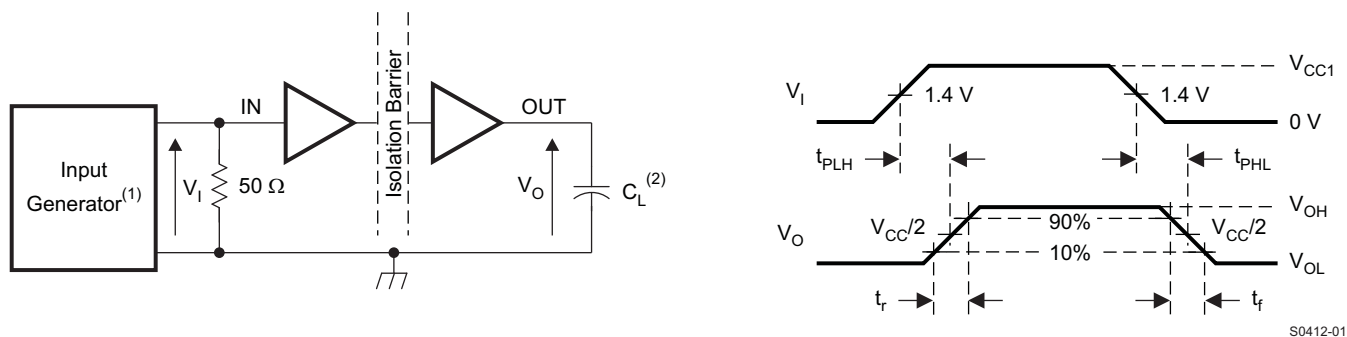 Input
Generator(1)
VI
50 Ω
IN
Isolation Barrier
OUT
VO
CL(2)
VI
1.4 V
1.4 V
VCC1
0 V
tPLH
tPHL
VO
VCC/2
90%
10%
VCC/2
VOH
VOL
tr
tf
S0412-01